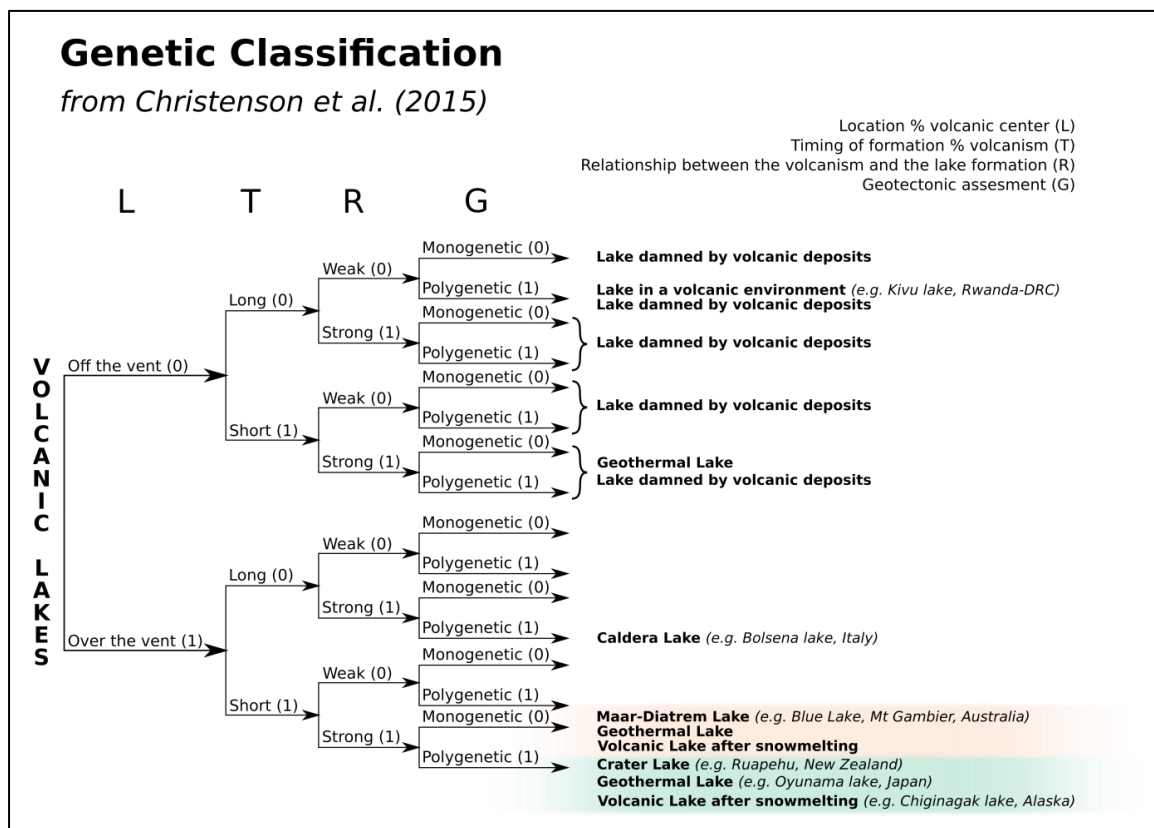 Genetic Classification
from Christenson et al. (2015)
Location % volcanic center (L)
Timing of formation % volcanism (T)
Relationship between the volcanism and the lake formation (R)
Geotectonic assesment (G)
L T R G
VOLCANIC LAKES
Off the vent (0)
Long (0)
Weak (0)
Monogenetic (0)
Lake damned by volcanic deposits
Polygenetic (1)
Lake in a volcanic environment (e.g. Kivu lake, Rwanda-DRC)
Lake damned by volcanic deposits
Strong (1)
Monogenetic (0)
Polygenetic (1)
Lake damned by volcanic deposits
Short (1)
Weak (0)
Monogenetic (0)
Polygenetic (1)
Lake damned by volcanic deposits
Strong (1)
Monogenetic (0)
Polygenetic (1)
Geothermal Lake
Lake damned by volcanic deposits
Over the vent (1)
Long (0)
Weak (0)
Monogenetic (0)
Polygenetic (1)
Strong (1)
Monogenetic (0)
Polygenetic (1)
Caldera Lake (e.g. Bolsena lake, Italy)
Short (1)
Weak (0)
Monogenetic (0)
Polygenetic (1)
Strong (1)
Monogenetic (0)
Maar-Diatrem Lake (e.g. Blue Lake, Mt Gambier, Australia)
Geothermal Lake
Volcanic Lake after snowmelting
Polygenetic (1)
Crater Lake (e.g. Ruapehu, New Zealand)
Geothermal Lake (e.g. Oyunama lake, Japan)
Volcanic Lake after snowmelting (e.g. Chiginagak lake, Alaska)